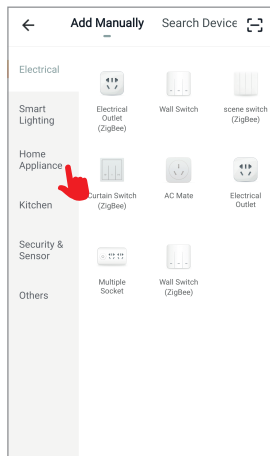 Add Manually Search Device
Electrical
Smart
Lighting
Home
Appliance
Kitchen
Security &
Sensor
Others
Electrical
Outlet
(ZigBee)
Wall Switch
scene switch
(ZigBee)
Curtain Switch
(ZigBee)
AC Mate
Electrical
Outlet
Multiple
Socket
Wall Switch
(ZigBee)